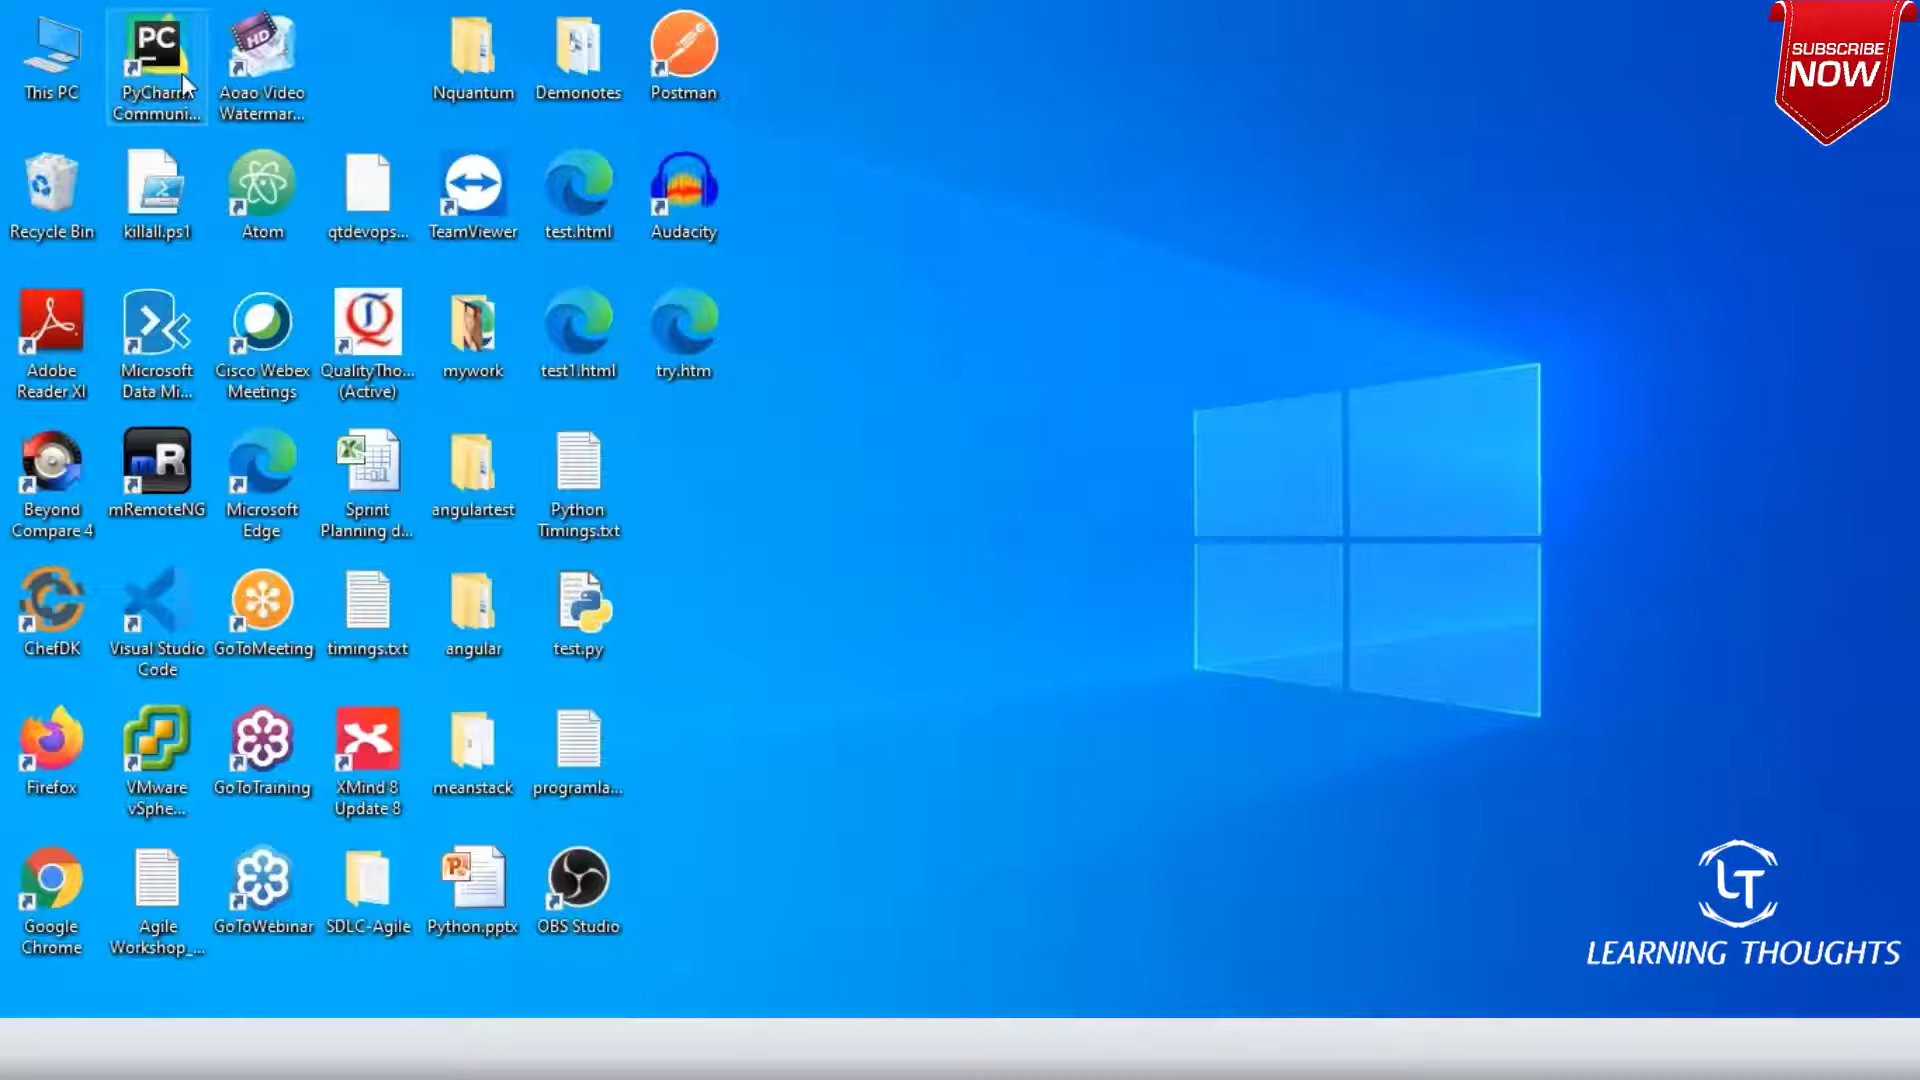 This PC
PC
PyCharm
Communi...
HD
Aoao Video
Watermar...
Nquantum
Demonotes
Postman
SUBSCRIBE
NOW
Recycle Bin
killall.ps1
Atom
qtdevops...
TeamViewer
test.html
Audacity
Adobe
Reader XI
Microsoft
Data Mi...
Cisco Webex
Meetings
QualityTho...
(Active)
mywork
test1.html
try.htm
Beyond
Compare 4
mR
mRemoteNG
Microsoft
Edge
Sprint
Planning d...
angulartest
Python
Timings.txt
ChefDK
Visual Studio
Code
GoToMeeting
timings.txt
angular
test.py
Firefox
VMware
vSphe...
GoToTraining
XMind 8
Update 8
meanstack
programla...
Google
Chrome
Agile
Workshop_...
GoToWebinar
SDLC-Agile
Python.pptx
OBS Studio
LT
LEARNING THOUGHTS